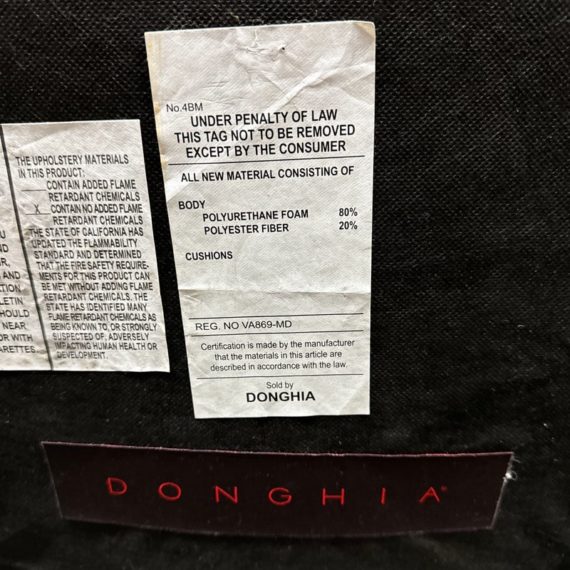 THE UPHOLSTERY MATERIALS
IN THIS PRODUCT:
CONTAIN ADDED FLAME
RETARDANT CHEMICALS
X CONTAIN NO ADDED FLAME
RETARDANT CHEMICALS
THE STATE OF CALIFORNIA HAS
UPDATED THE FLAMMABILITY
STANDARD AND DETERMINED
THAT THE FIRE SAFETY REQUIRE-
MENTS FOR THIS PRODUCT CAN
BE MET WITHOUT ADDING FLAME
RETARDANT CHEMICALS. THE
STATE HAS IDENTIFIED MANY
FLAME RETARDANT CHEMICALS AS
BEING KNOWN TO, OR STRONGLY
SUSPECTED OF, ADVERSELY
IMPACTING HUMAN HEALTH OR
DEVELOPMENT.
AND
NEAR
OR WITH
No.4BM
UNDER PENALTY OF LAW
THIS TAG NOT TO BE REMOVED
EXCEPT BY THE CONSUMER
ALL NEW MATERIAL CONSISTING OF
BODY
POLYURETHANE FOAM 80%
POLYESTER FIBER 20%
CUSHIONS
REG. NO VA869-MD
Certification is made by the manufacturer
that the materials in this article are
described in accordance with the law.
Sold by
DONGHIA
DONGHIA